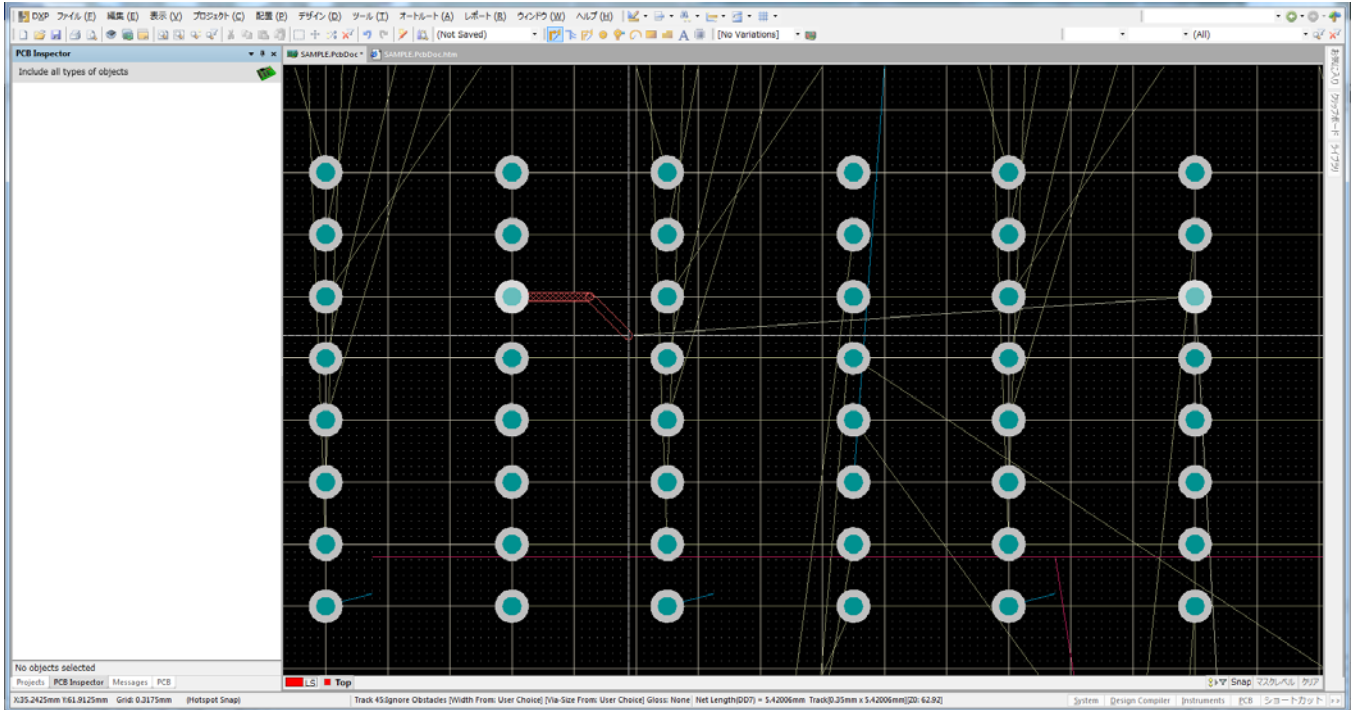 DXP ファイル (F) 編集 (E) 表示 (V) プロジェクト (C) 配置 (P) デザイン (D) ツール (T) オートルート (A) レポート (R) ウィンドウ (W) ヘルプ (H)
(Not Saved) [No Variations] (All)
PCB Inspector SAMPLE.PcbDoc * SAMPLE.PcbDoc.htm
Include all types of objects
お気に入り
クリップボード
ライブラリ
No objects selected
Projects PCB Inspector Messages PCB LS Top Snap マスクレベル クリア
X:35.2425mm Y:61.9125mm Grid: 0.3175mm (Hotspot Snap) Track 45:Ignore Obstacles [Width From: User Choice] [Via-Size From: User Choice] Gloss: None Net Length(DD7) = 5.42006mm Track[0.35mm x 5.42006mm][Z0: 62.92] System Design Compiler Instruments PCB ショートカット >>